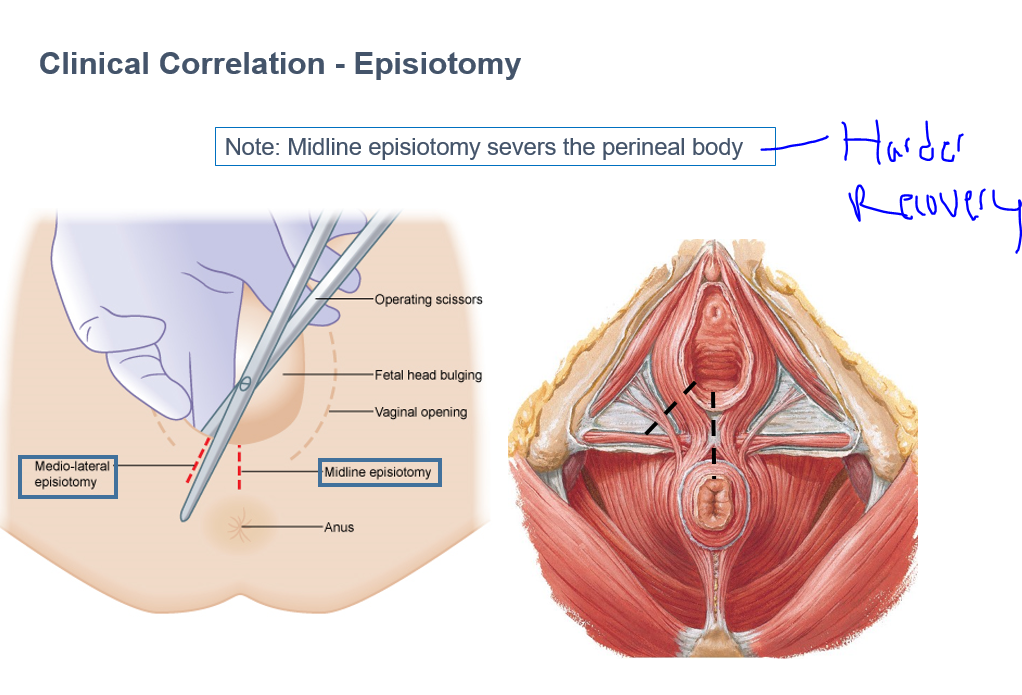 Clinical Correlation - Episiotomy
Note: Midline episiotomy severs the perineal body
Harder
Recovery
Operating scissors
Fetal head bulging
Vaginal opening
Medio-lateral
episiotomy
Midline episiotomy
Anus